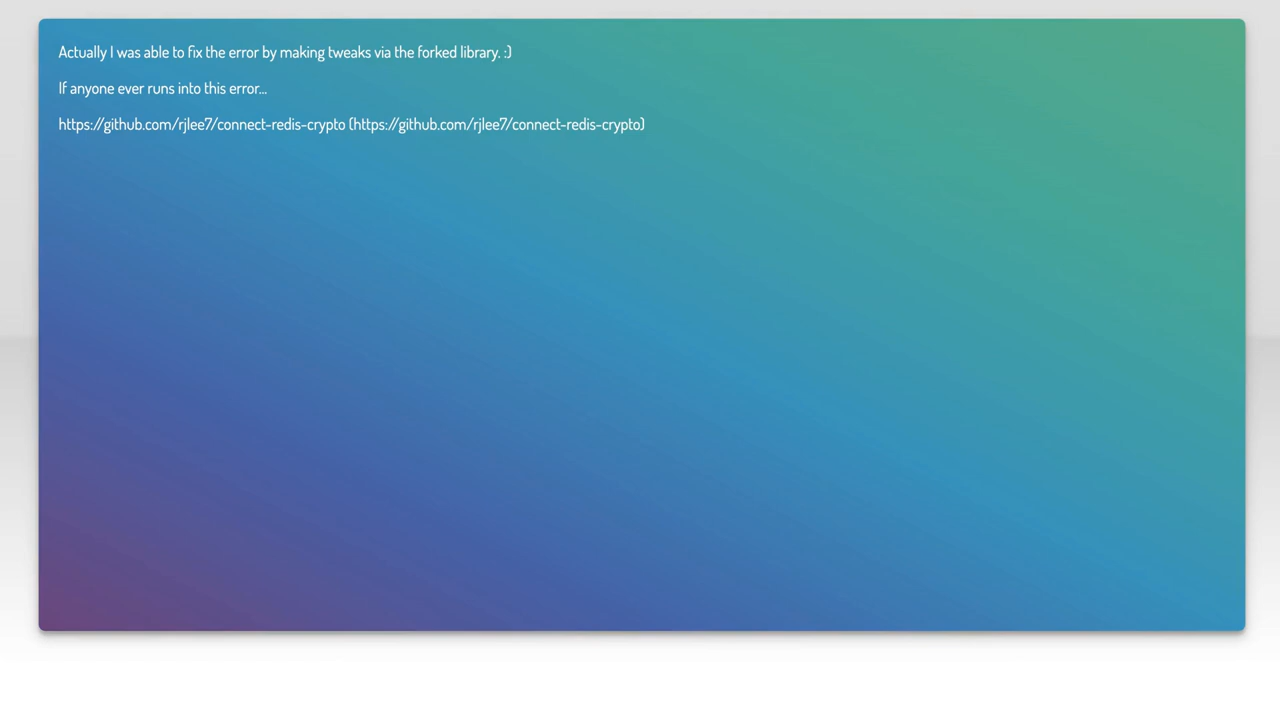 Actually I was able to fix the error by making tweaks via the forked library. :)
If anyone ever runs into this error...
https://github.com/rjlee7/connect-redis-crypto (https://github.com/rjlee7/connect-redis-crypto)